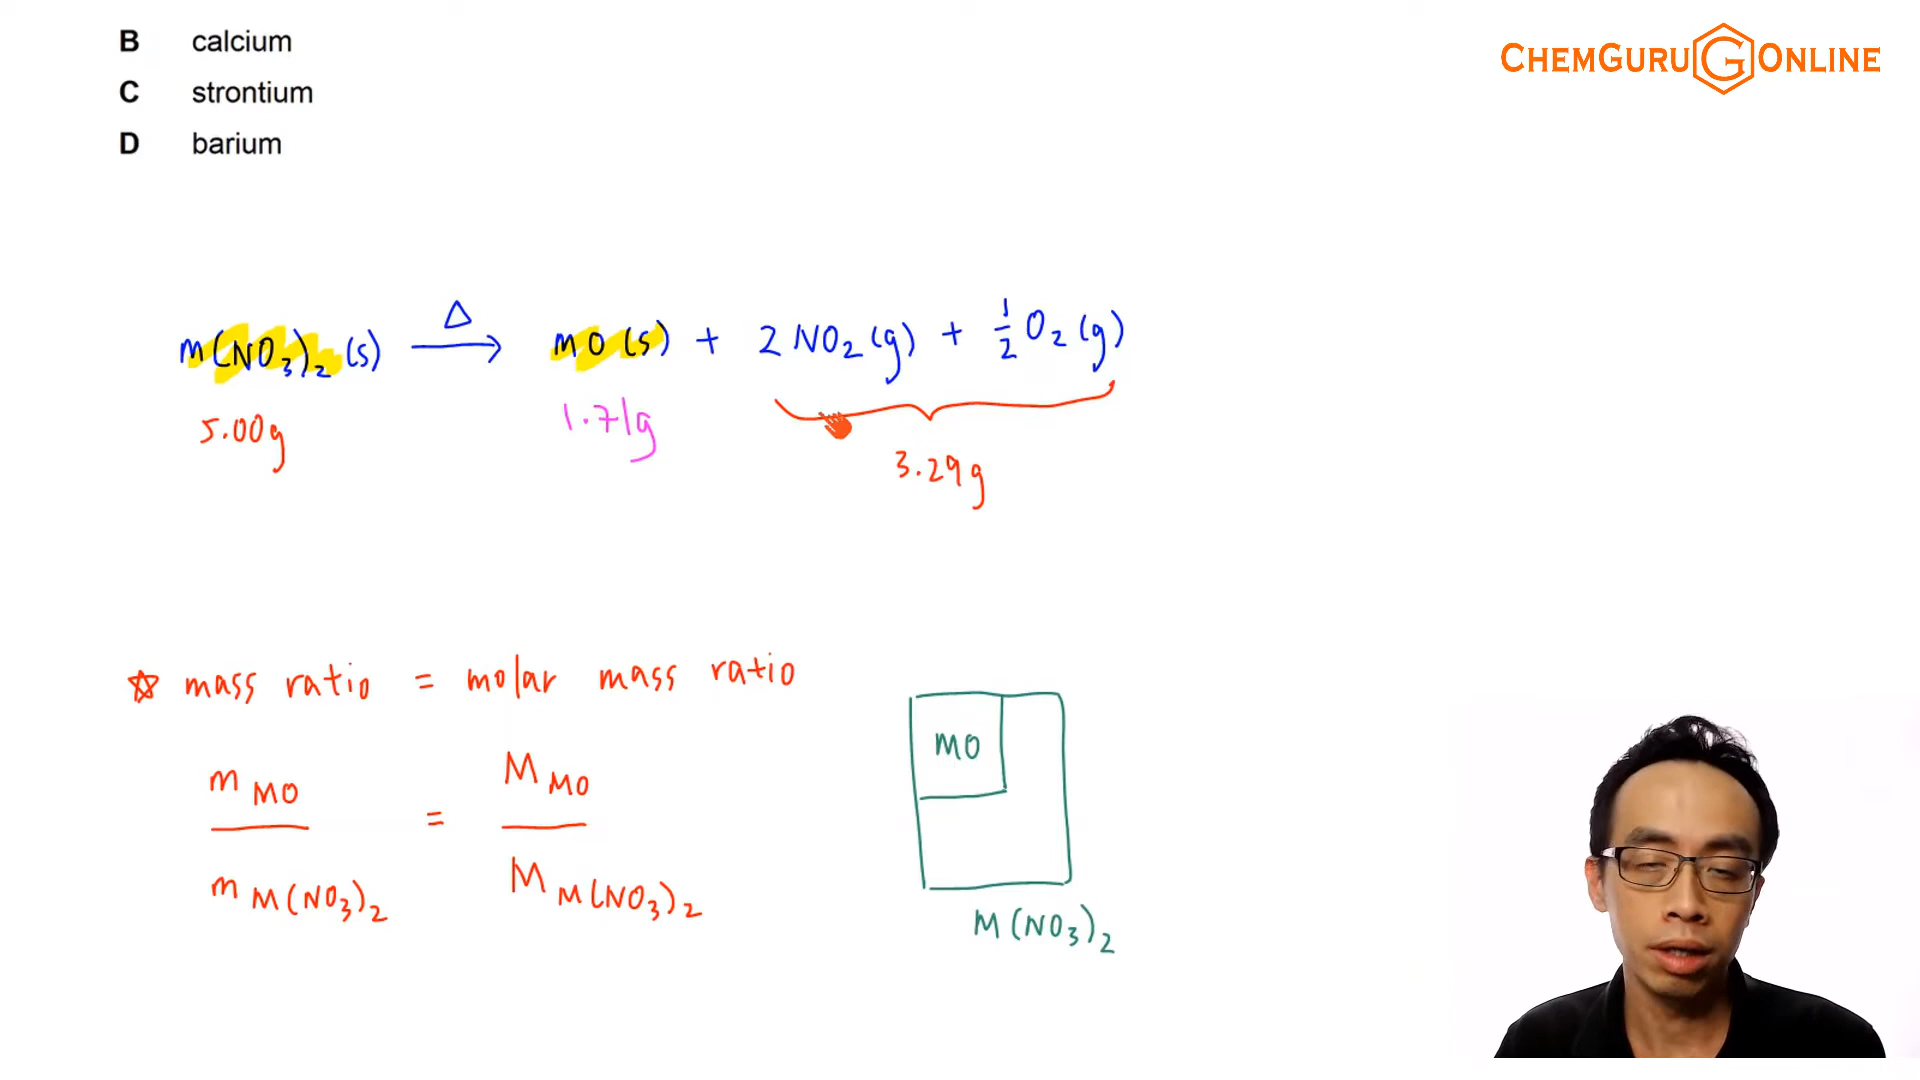 B calcium
CHEMGURU G ONLINE
C strontium
D barium
m(NO₃)₂ (s) Δ → MO (s) + 2 NO₂ (g) + ½ O₂ (g)
5.00g 1.71g
3.29g
☆ mass ratio = molar mass ratio
m MO / m M(NO₃)₂ = M MO / M M(NO₃)₂
MO
M(NO₃)₂